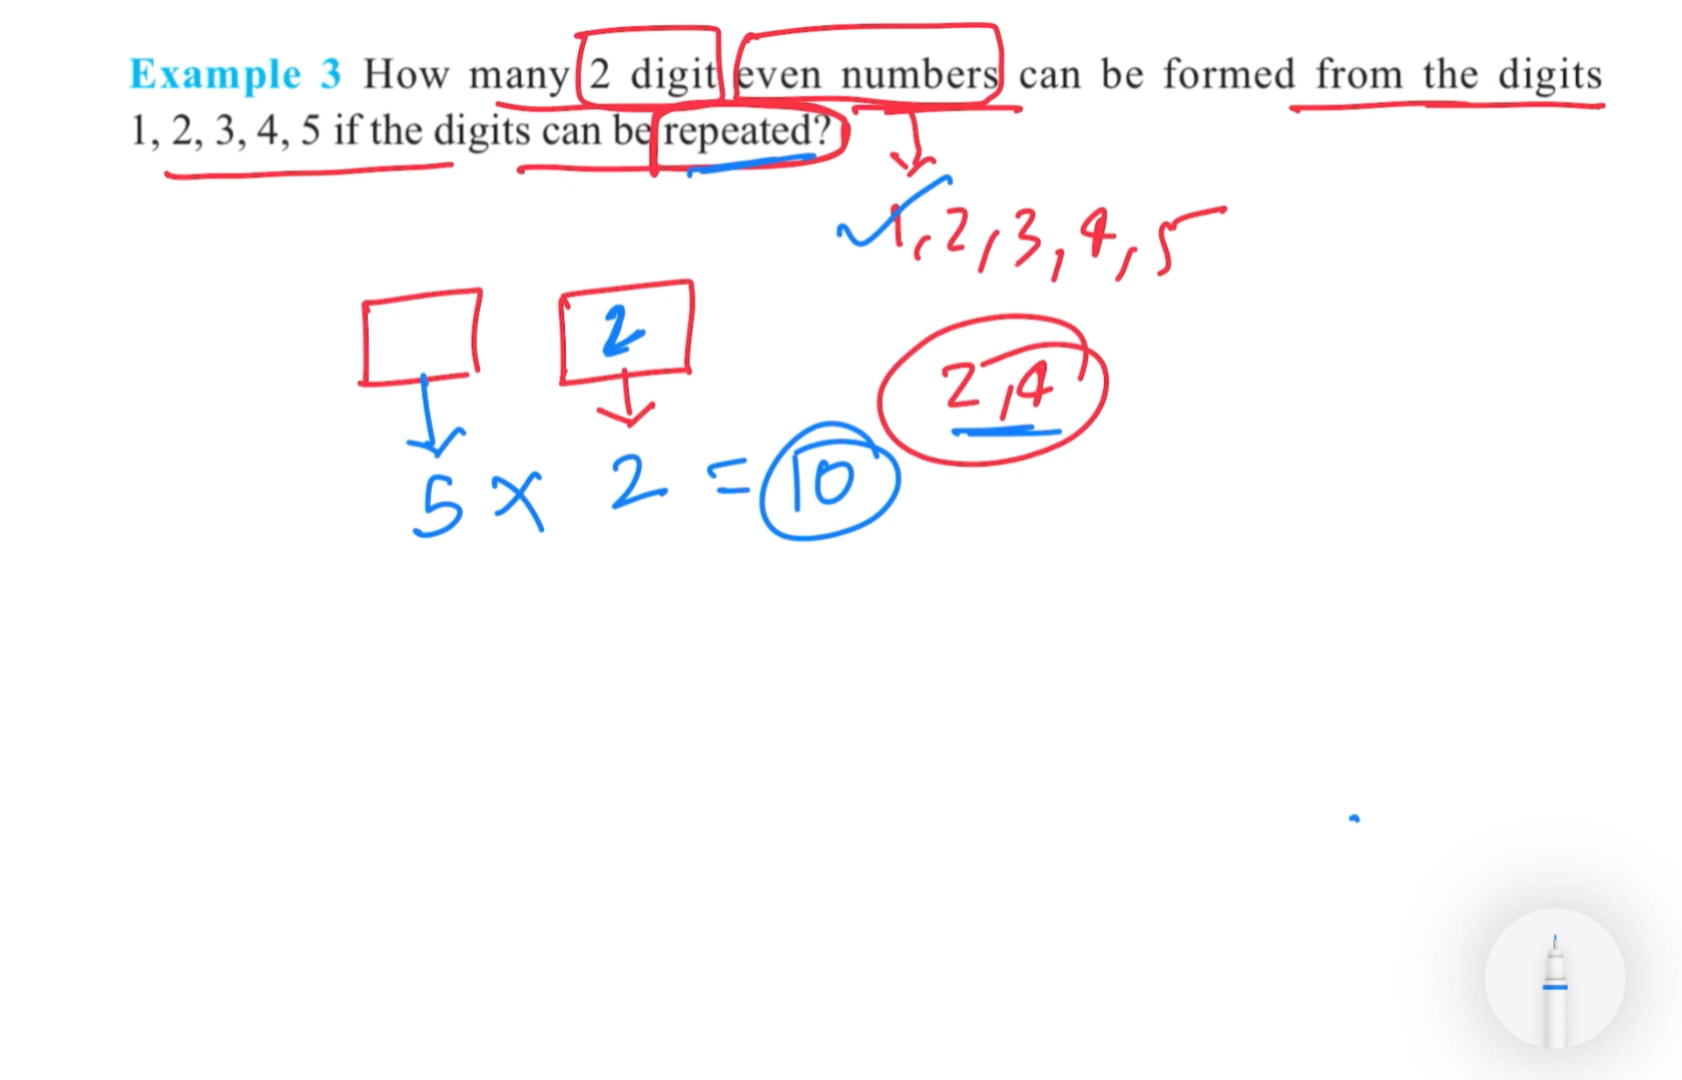 Example 3 How many 2 digit even numbers can be formed from the digits
1, 2, 3, 4, 5 if the digits can be repeated?
1, 2, 3, 4, 5
2
2, 4
5 x 2 = 10